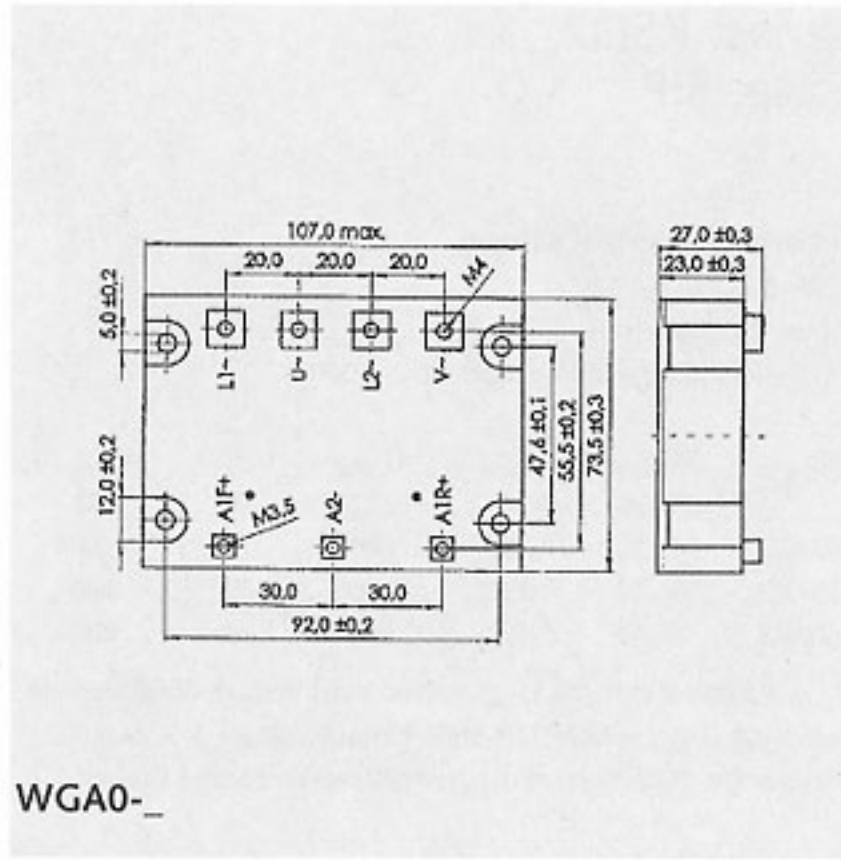 107,0 max.
27,0 ±0,3
20,0 20,0 20,0
M4
23,0 ±0,3
5,0 ±0,2
L1~ U~ L2~ V~
47,6 ±0,1
55,5 ±0,2
73,5 ±0,3
12,0 ±0,2
A1F+ A2- A1R+
M3,5
30,0 30,0
92,0 ±0,2
WGA0-_